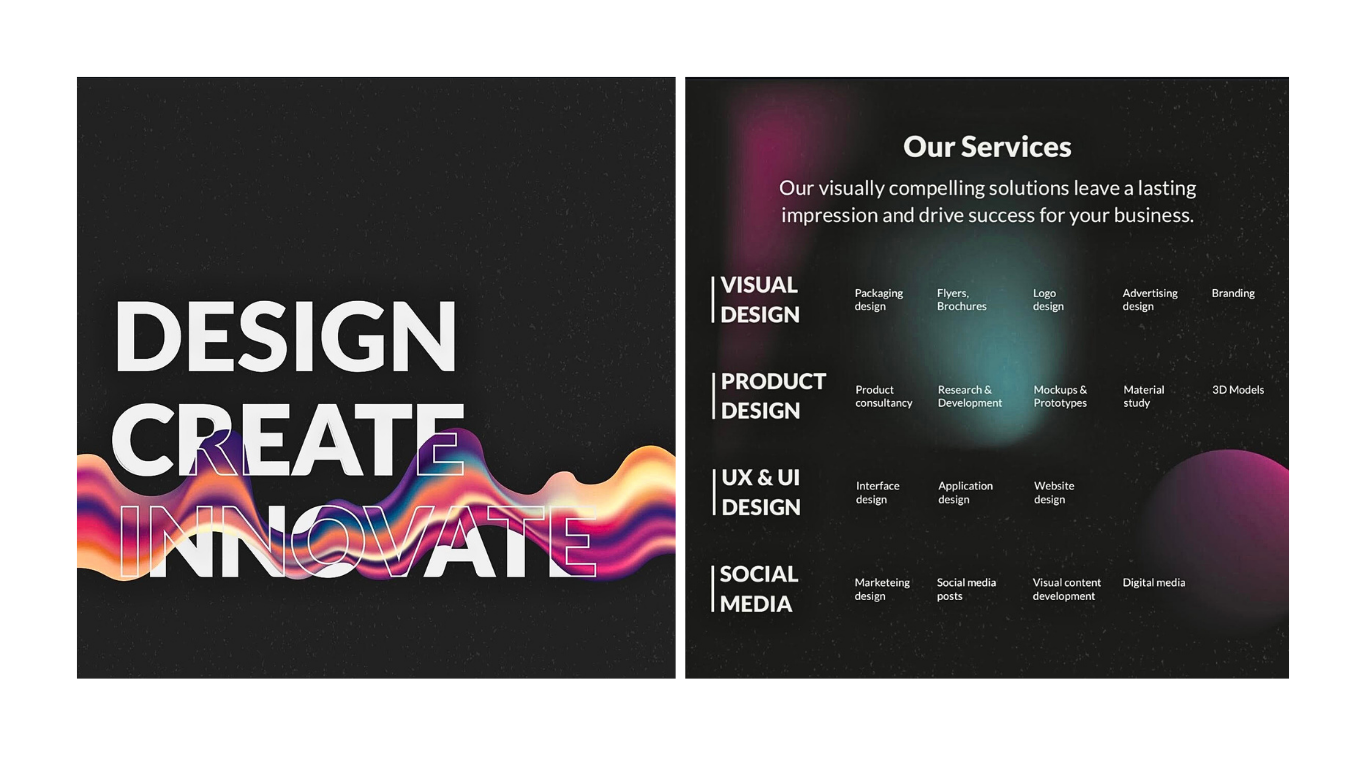 DESIGN
CREATE
INNOVATE
Our Services
Our visually compelling solutions leave a lasting
impression and drive success for your business.
VISUAL
DESIGN
Packaging
design
Flyers,
Brochures
Logo
design
Advertising
design
Branding
PRODUCT
DESIGN
Product
consultancy
Research &
Development
Mockups &
Prototypes
Material
study
3D Models
UX & UI
DESIGN
Interface
design
Application
design
Website
design
SOCIAL
MEDIA
Marketeing
design
Social media
posts
Visual content
development
Digital media